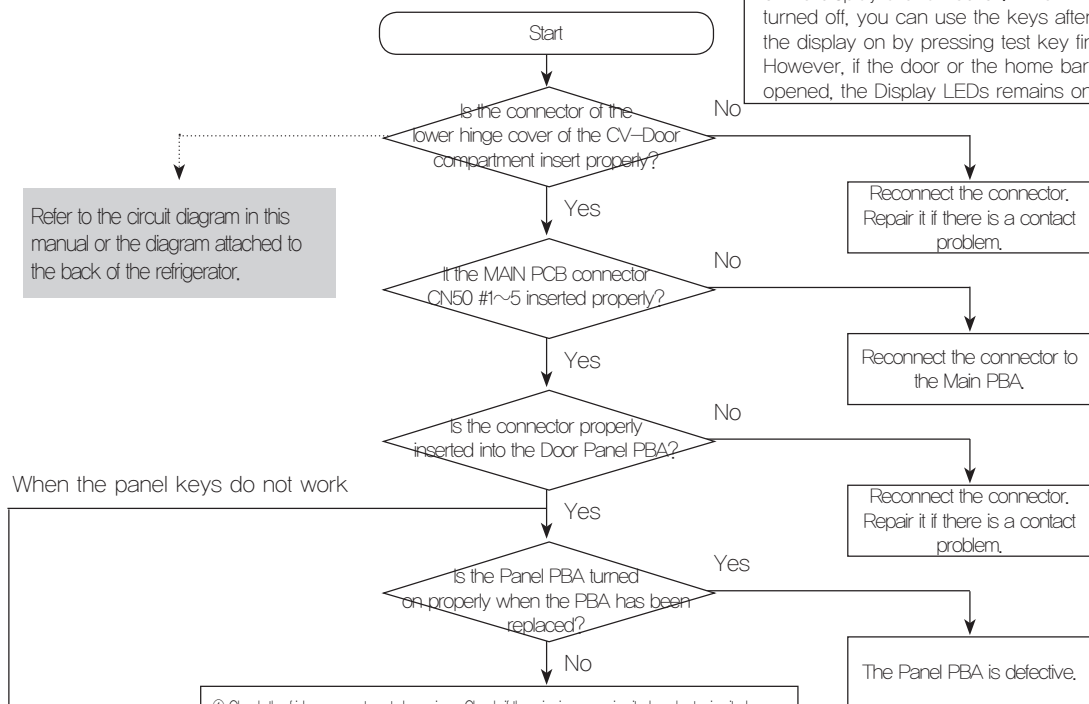 turned off, you can use the keys after
the display on by pressing test key
However, if the door or the home bar
opened, the Display LEDs remains on
Start
Is the connector of the
lower hinge cover of the CV-Door
compartment insert properly?
No
Refer to the circuit diagram in this
manual or the diagram attached to
the back of the refrigerator.
Reconnect the connector.
Repair it if there is a contact
problem.
Yes
It the MAIN PCB connector
CN50 #1~5 inserted properly?
No
Reconnect the connector to
the Main PBA.
Yes
Is the connector properly
inserted into the Door Panel PBA?
No
Reconnect the connector.
Repair it if there is a contact
problem.
When the panel keys do not work
Yes
Is the Panel PBA turned
on properly when the PBA has been
replaced?
Yes
The Panel PBA is defective.
No